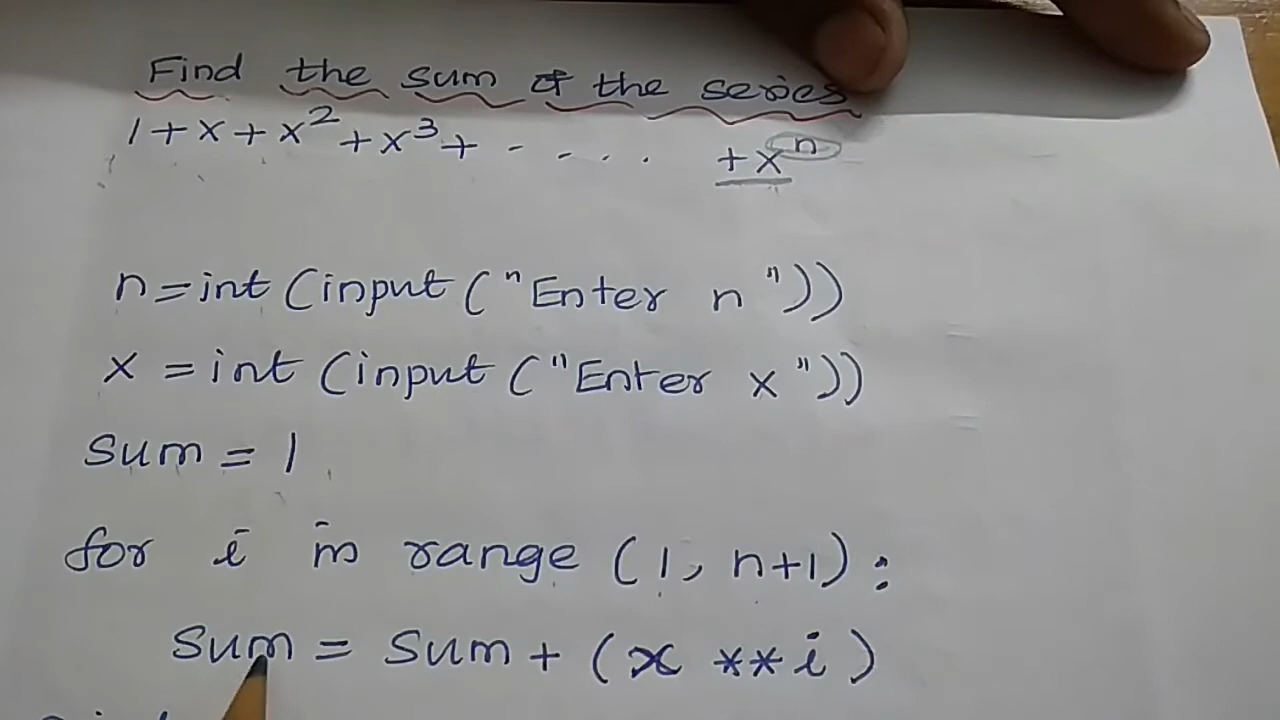 Find the sum of the series
1 + x + x² + x³ + - - . . . + xⁿ
n = int (input ("Enter n"))
x = int (input ("Enter x"))
sum = 1
for i in range (1, n+1) :
sum = sum + (x ** i)